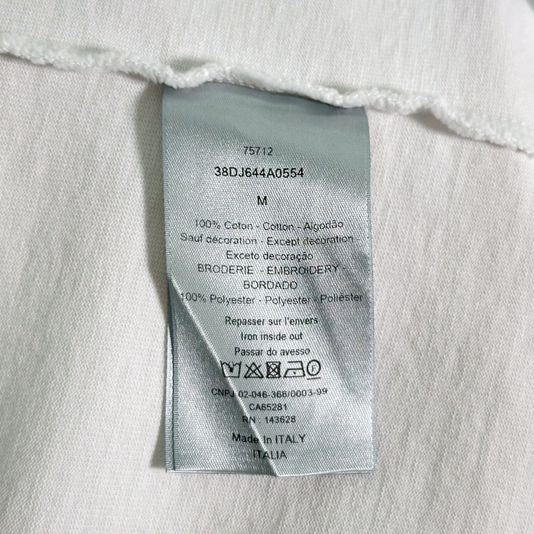 75712
38DJ644A0554
M
100% Coton - Cotton - Algodão
Sauf décoration - Except decoration -
Exceto decoração
BRODERIE - EMBROIDERY -
BORDADO
100% Polyester - Polyester - Poliéster
Repasser sur l'envers
Iron inside out
Passar do avesso
CNPJ 02-046-366/0003-99
CA65281
RN : 143628
Made In ITALY
ITALIA